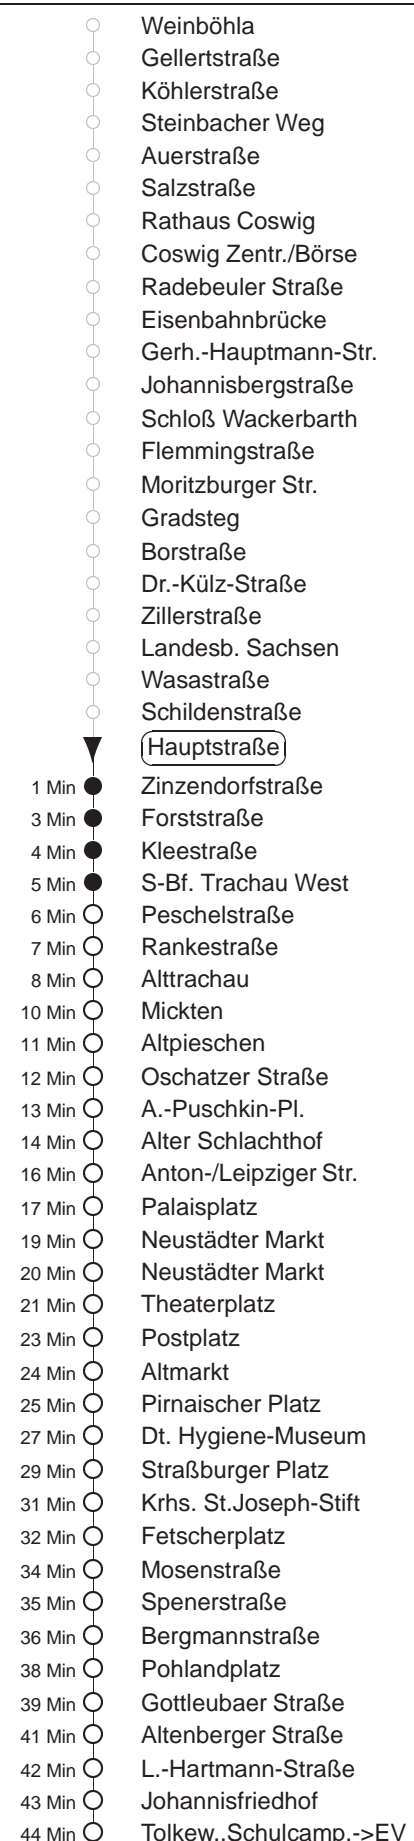 Weinböhla
Gellertstraße
Köhlerstraße
Steinbacher Weg
Auerstraße
Salzstraße
Rathaus Coswig
Coswig Zentr./Börse
Radebeuler Straße
Eisenbahnbrücke
Gerh.-Hauptmann-Str.
Johannisbergstraße
Schloß Wackerbarth
Flemmingstraße
Moritzburger Str.
Gradsteg
Borstraße
Dr.-Külz-Straße
Zillerstraße
Landesb. Sachsen
Wasastraße
Schildenstraße
Hauptstraße
1 Min Zinzendorfstraße
3 Min Forststraße
4 Min Kleestraße
5 Min S-Bf. Trachau West
6 Min Peschelstraße
7 Min Rankestraße
8 Min Alttrachau
10 Min Mickten
11 Min Altpieschen
12 Min Oschatzer Straße
13 Min A.-Puschkin-Pl.
14 Min Alter Schlachthof
16 Min Anton-/Leipziger Str.
17 Min Palaisplatz
19 Min Neustädter Markt
20 Min Neustädter Markt
21 Min Theaterplatz
23 Min Postplatz
24 Min Altmarkt
25 Min Pirnaischer Platz
27 Min Dt. Hygiene-Museum
29 Min Straßburger Platz
31 Min Krhs. St.Joseph-Stift
32 Min Fetscherplatz
34 Min Mosenstraße
35 Min Spenerstraße
36 Min Bergmannstraße
38 Min Pohlandplatz
39 Min Gottleubaer Straße
41 Min Altenberger Straße
42 Min L.-Hartmann-Straße
43 Min Johannisfriedhof
44 Min Tolkew.,Schulcamp.->EV